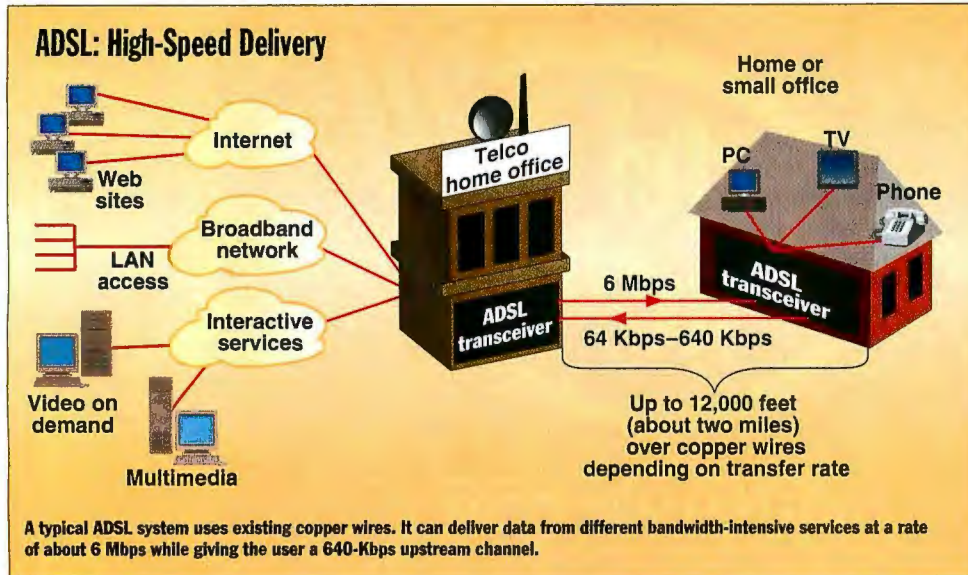 ADSL: High-Speed Delivery
Web
sites
Internet
LAN
access
Broadband
network
Interactive
services
Video on
demand
Multimedia
Telco
home office
ADSL
transceiver
6 Mbps
64 Kbps–640 Kbps
Home or
small office
PC
TV
Phone
ADSL
transceiver
Up to 12,000 feet
(about two miles)
over copper wires
depending on transfer rate
A typical ADSL system uses existing copper wires. It can deliver data from different bandwidth-intensive services at a rate
of about 6 Mbps while giving the user a 640-Kbps upstream channel.